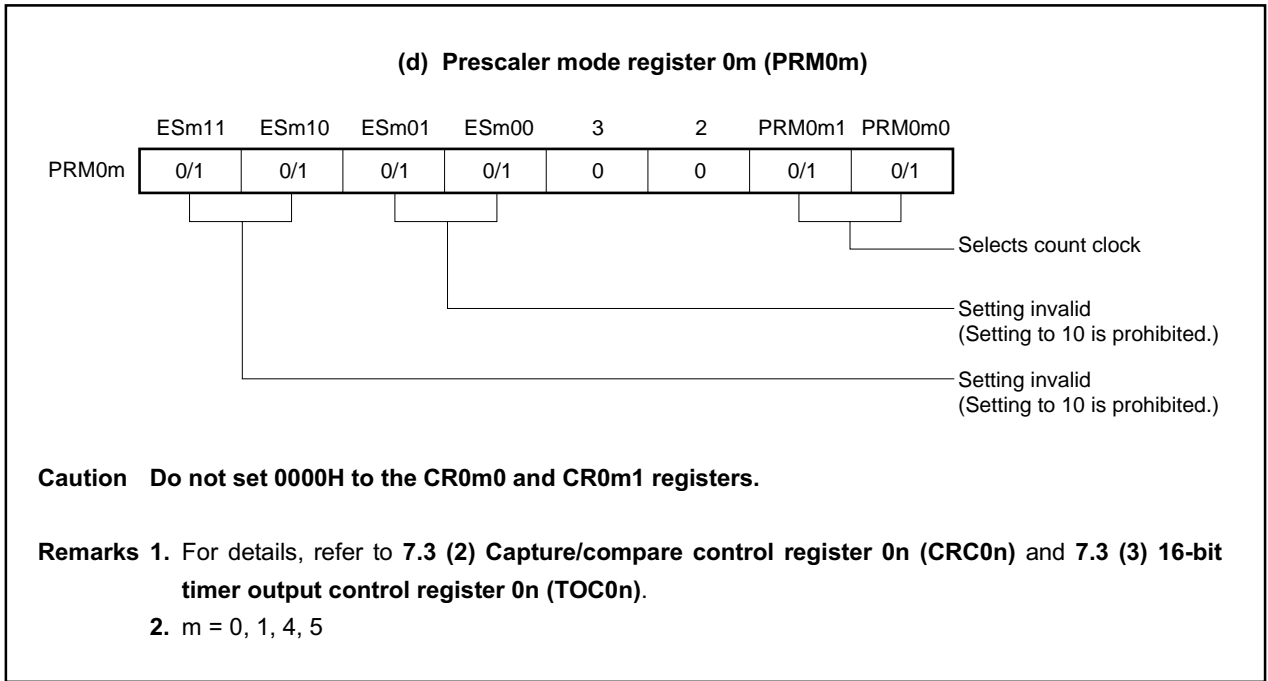 (d) Prescaler mode register 0m (PRM0m)
ESm11 ESm10 ESm01 ESm00 3 2 PRM0m1 PRM0m0
PRM0m 0/1 0/1 0/1 0/1 0 0 0/1 0/1
Selects count clock
Setting invalid
(Setting to 10 is prohibited.)
Setting invalid
(Setting to 10 is prohibited.)
Caution Do not set 0000H to the CR0m0 and CR0m1 registers.
Remarks 1. For details, refer to 7.3 (2) Capture/compare control register 0n (CRC0n) and 7.3 (3) 16-bit
timer output control register 0n (TOC0n).
2. m = 0, 1, 4, 5